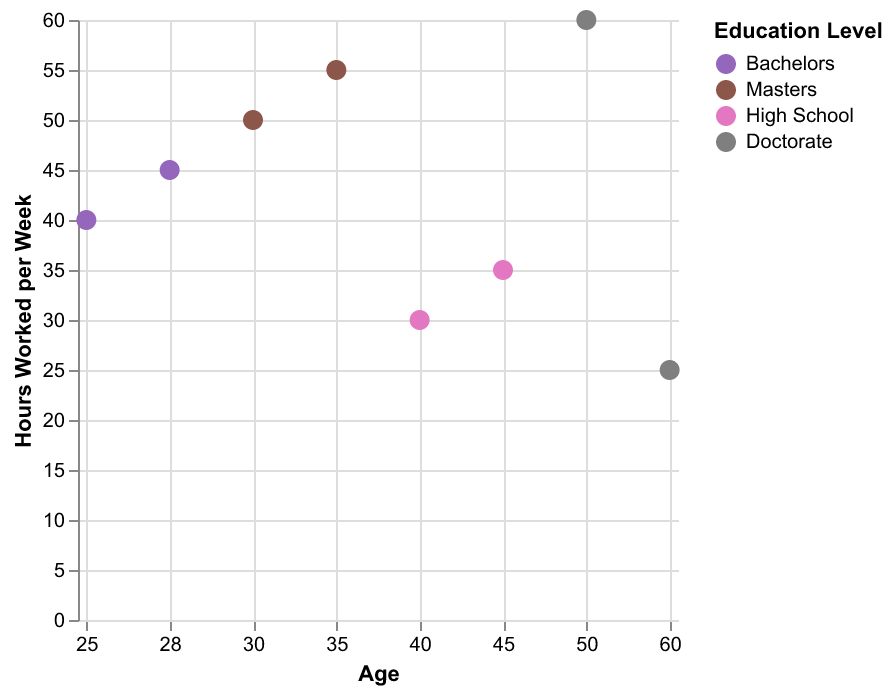 60
55
50
45
40
35
30
25
20
15
10
5
0
Hours Worked per Week
25 28 30 35 40 45 50 60
Age
Education Level
Bachelors
Masters
High School
Doctorate